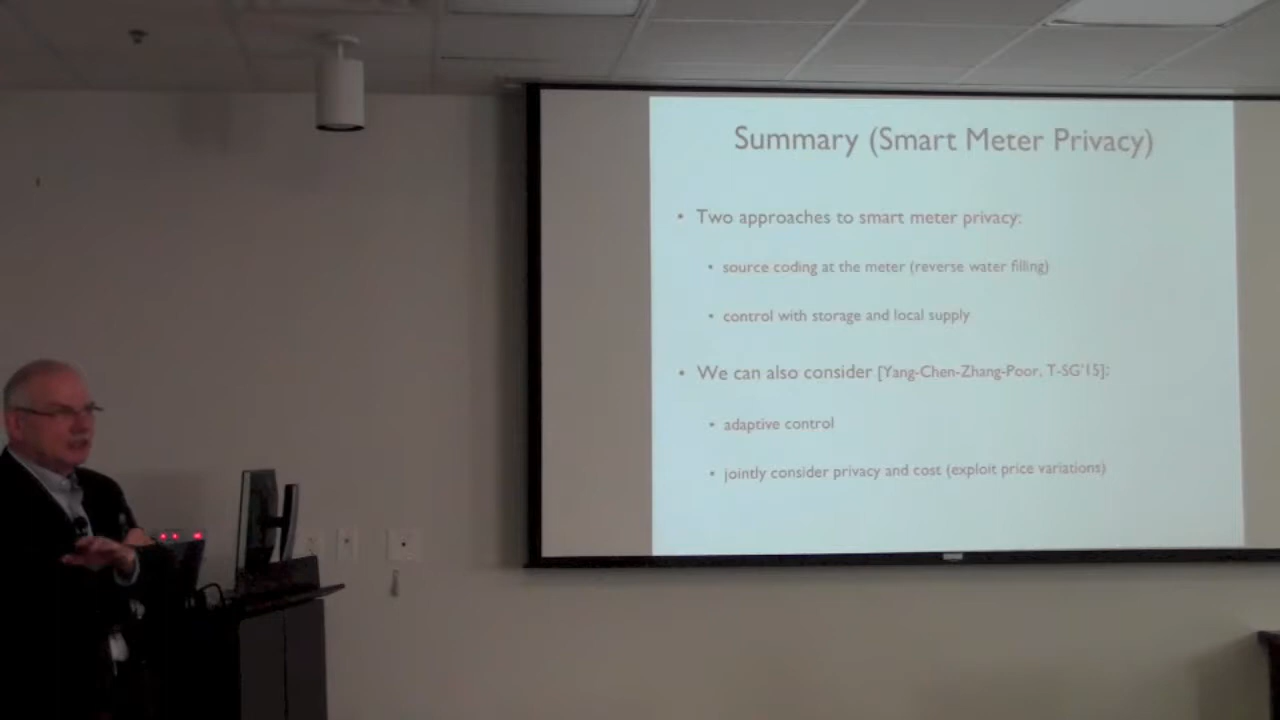 Summary (Smart Meter Privacy)
• Two approaches to smart meter privacy:
• source coding at the meter (reverse water filling)
• control with storage and local supply
• We can also consider [Yang-Chen-Zhang-Poor, T-SG'15]:
• adaptive control
• jointly consider privacy and cost (exploit price variations)